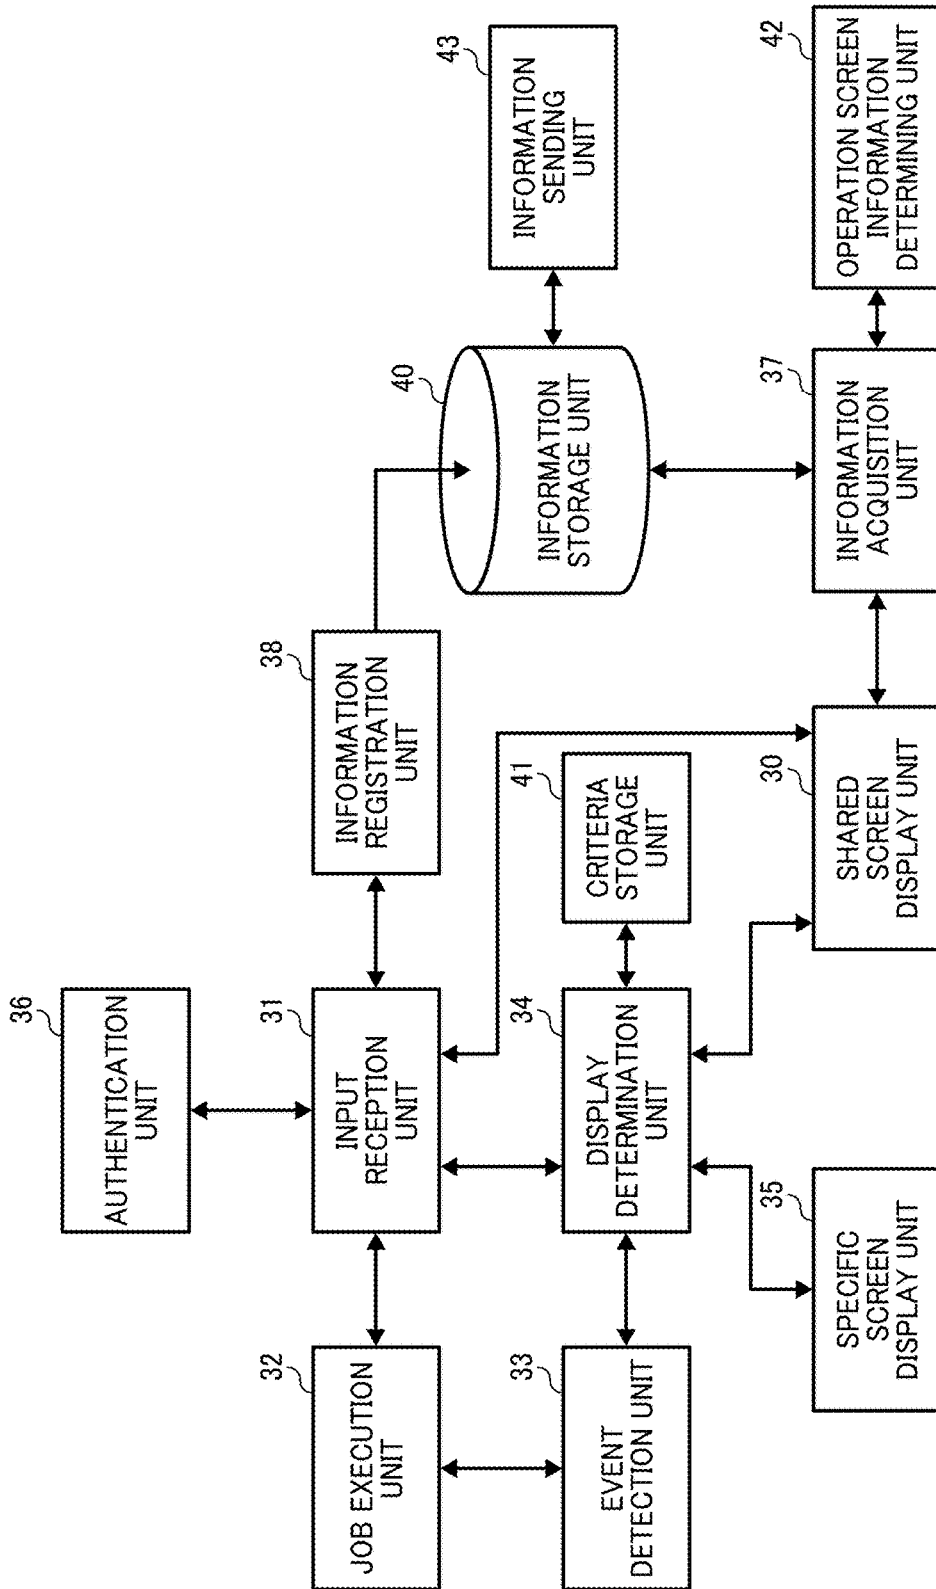 36
AUTHENTICATION
UNIT
32
JOB EXECUTION
UNIT
31
INPUT
RECEPTION
UNIT
38
INFORMATION
REGISTRATION
UNIT
33
EVENT
DETECTION UNIT
34
DISPLAY
DETERMINATION
UNIT
41
CRITERIA
STORAGE
UNIT
40
INFORMATION
STORAGE UNIT
43
INFORMATION
SENDING
UNIT
35
SPECIFIC
SCREEN
DISPLAY UNIT
30
SHARED
SCREEN
DISPLAY UNIT
37
INFORMATION
ACQUISITION
UNIT
42
OPERATION SCREEN
INFORMATION
DETERMINING UNIT